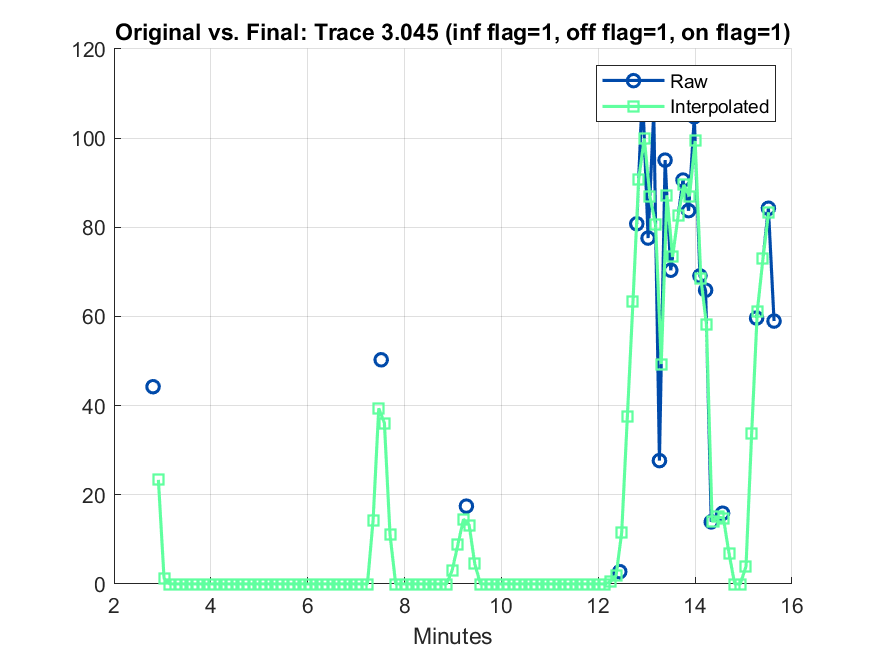 Original vs. Final: Trace 3.045 (inf flag=1, off flag=1, on flag=1)
120
100
80
60
40
20
0
Raw
Interpolated
2 4 6 8 10 12 14 16
Minutes